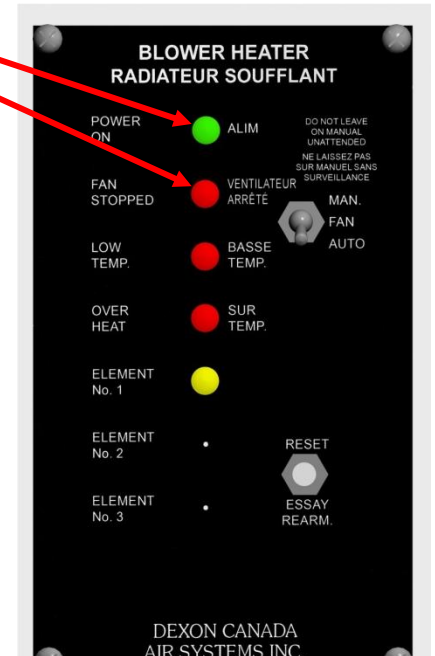 BLOWER HEATER
RADIATEUR SOUFFLANT
POWER
ON
ALIM
DO NOT LEAVE
ON MANUAL
UNATTENDED
NE LAISSEZ PAS
SUR MANUEL SANS
SURVEILLANCE
FAN
STOPPED
VENTILATEUR
ARRÊTÉ
MAN.
FAN
AUTO
LOW
TEMP.
BASSE
TEMP.
OVER
HEAT
SUR
TEMP.
ELEMENT
No. 1
ELEMENT
No. 2
RESET
ELEMENT
No. 3
ESSAY
REARM.
DEXON CANADA
AIR SYSTEMS INC